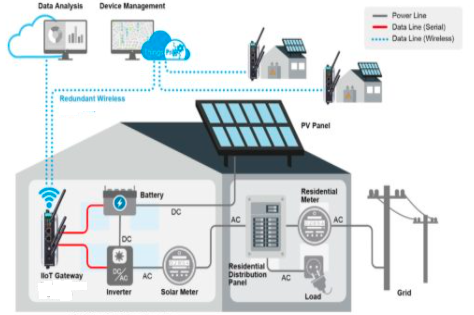 Data Analysis
Device Management
Power Line
Data Line (Serial)
Data Line (Wireless)
Redundant Wireless
PV Panel
Battery
DC
DC
Residential
Meter
AC
AC
DC
AC
AC
AC
IIoT Gateway
Inverter
Solar Meter
Residential
Distribution
Panel
Load
Grid